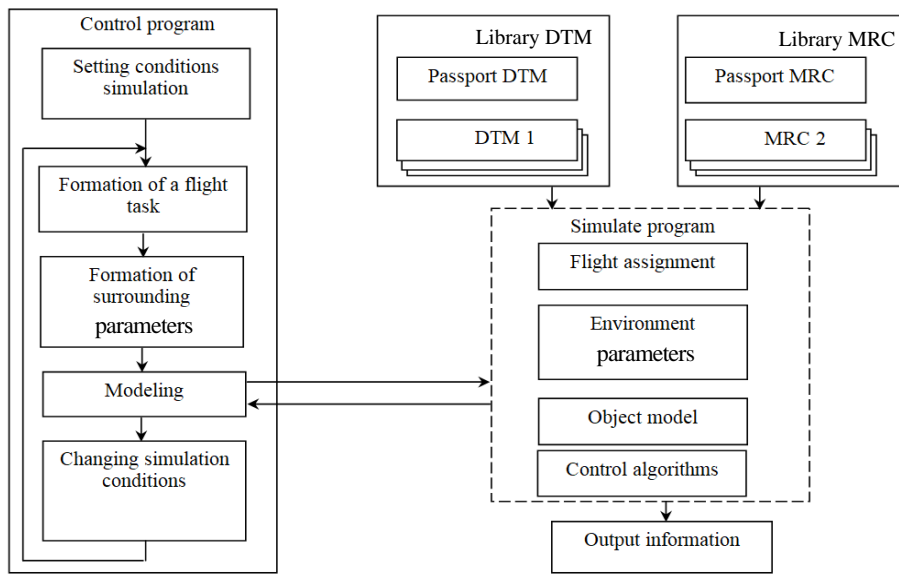 Control program
Setting conditions
simulation
Formation of a flight
task
Formation of
surrounding
parameters
Modeling
Changing simulation
conditions
Library DTM
Passport DTM
DTM 1
Library MRC
Passport MRC
MRC 2
Simulate program
Flight assignment
Environment
parameters
Object model
Control algorithms
Output information